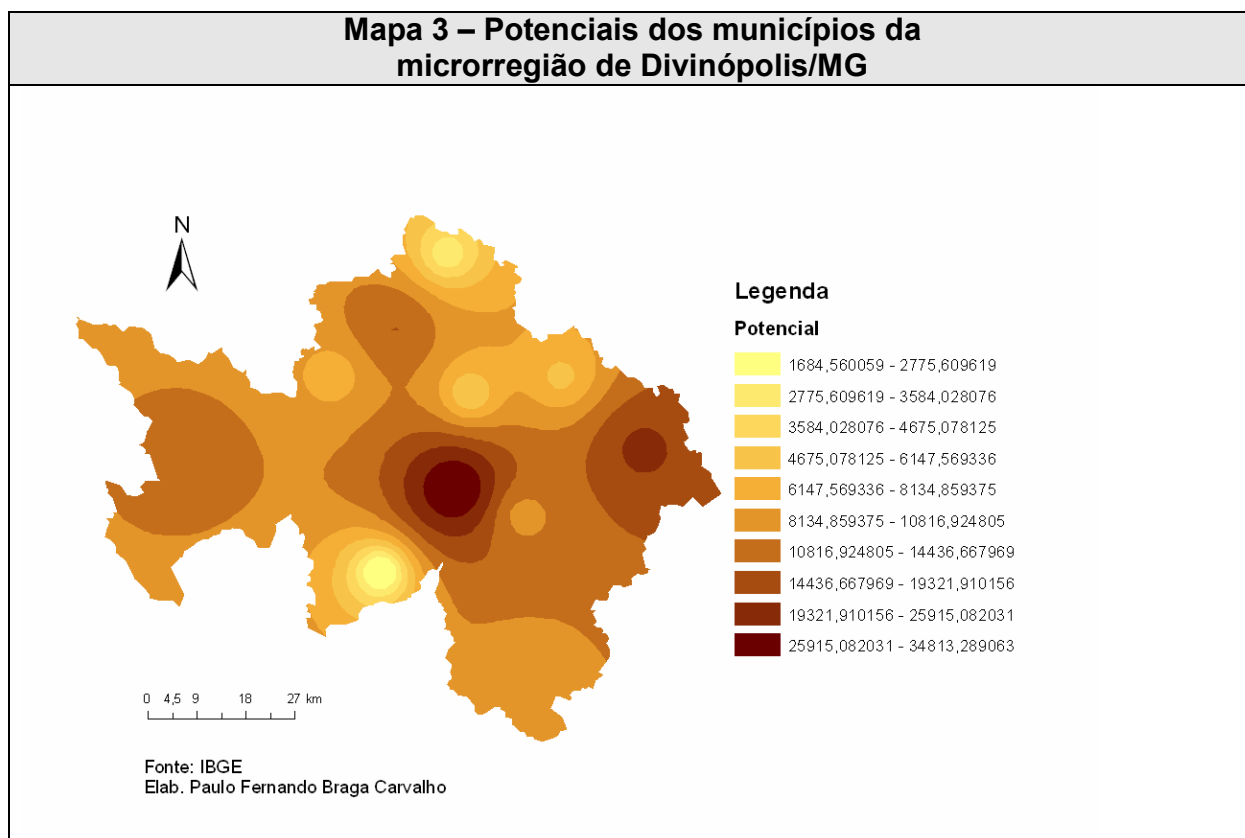 Mapa 3 – Potenciais dos municípios da
microrregião de Divinópolis/MG
N
Legenda
Potencial
1684,560059 - 2775,609619
2775,609619 - 3584,028076
3584,028076 - 4675,078125
4675,078125 - 6147,569336
6147,569336 - 8134,859375
8134,859375 - 10816,924805
10816,924805 - 14436,667969
14436,667969 - 19321,910156
19321,910156 - 25915,082031
25915,082031 - 34813,289063
0 4,5 9 18 27 km
Fonte: IBGE
Elab. Paulo Fernando Braga Carvalho